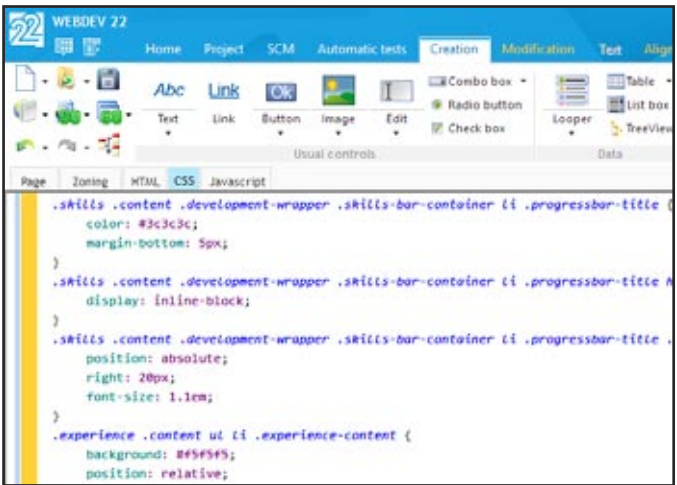 22 WEBDEV 22
Home Project SCM Automatic tests Creation Modification Text Align
Abc Link Ok Combo box Table
Radio button List box
Text Link Button Image Edit Check box Looper TreeView
Usual controls Data
Page Zoning HTML CSS Javascript
.skills .content .development-wrapper .skills-bar-container li .progressbar-title {
color: #3c3c3c;
margin-bottom: 5px;
}
.skills .content .development-wrapper .skills-bar-container li .progressbar-title
display: inline-block;
}
.skills .content .development-wrapper .skills-bar-container li .progressbar-title .
position: absolute;
right: 20px;
font-size: 1.1em;
}
.experience .content ul li .experience-content {
background: #f5f5f5;
position: relative;